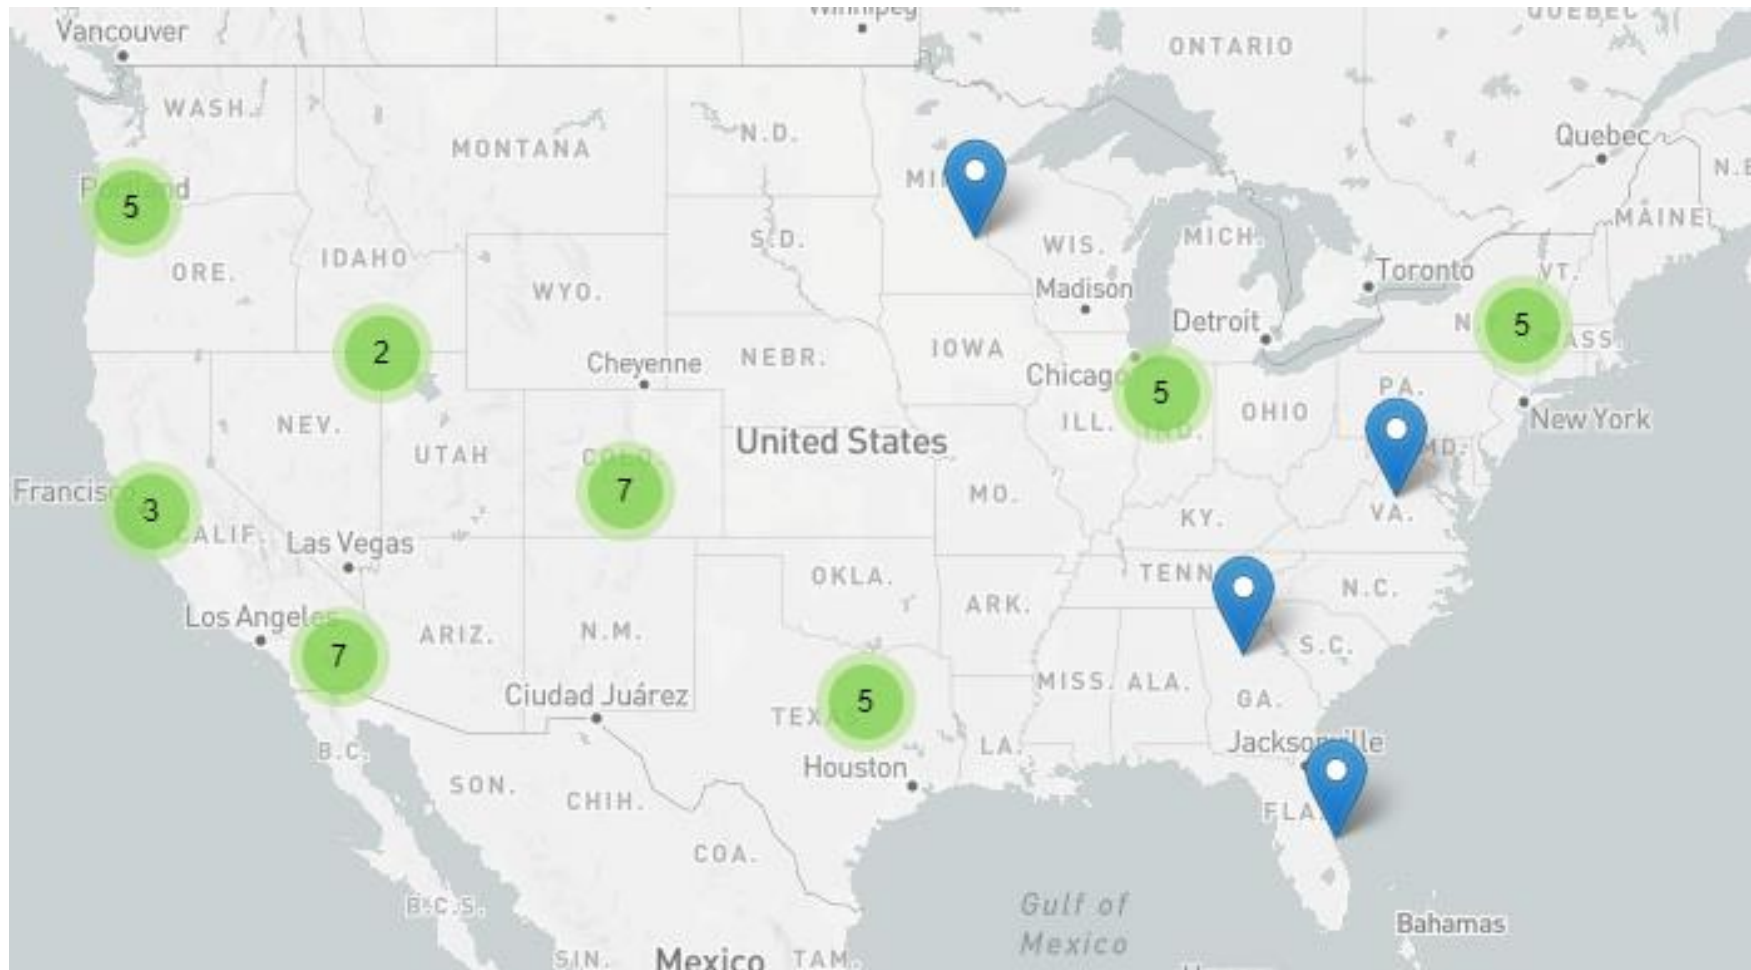 Winnipeg
QUEBEC
Vancouver
ONTARIO
WASH.
N.D.
Quebec
MONTANA
N.B
5
MAINE
S.D.
WIS.
MICH.
IDAHO
ORE.
Toronto
VT.
WYO.
Madison
Detroit
5
2
IOWA
NEBR.
Cheyenne
Chicago
5
PA.
OHIO
New York
NEV.
ILL.
IND.
United States
MD.
UTAH
COLO.
7
MO.
Francisco
3
CALIF.
KY.
VA.
Las Vegas
TENN
OKLA.
N.C.
ARK.
Los Angeles
ARIZ.
N.M.
S.C.
7
MISS.
ALA.
Ciudad Juárez
GA.
5
TEXAS
B.C.
LA.
Jacksonville
Houston
SON.
CHIH.
FLA.
COA.
B.C.S.
Gulf of
Mexico
Bahamas
SIN.
Mexico
TAM.